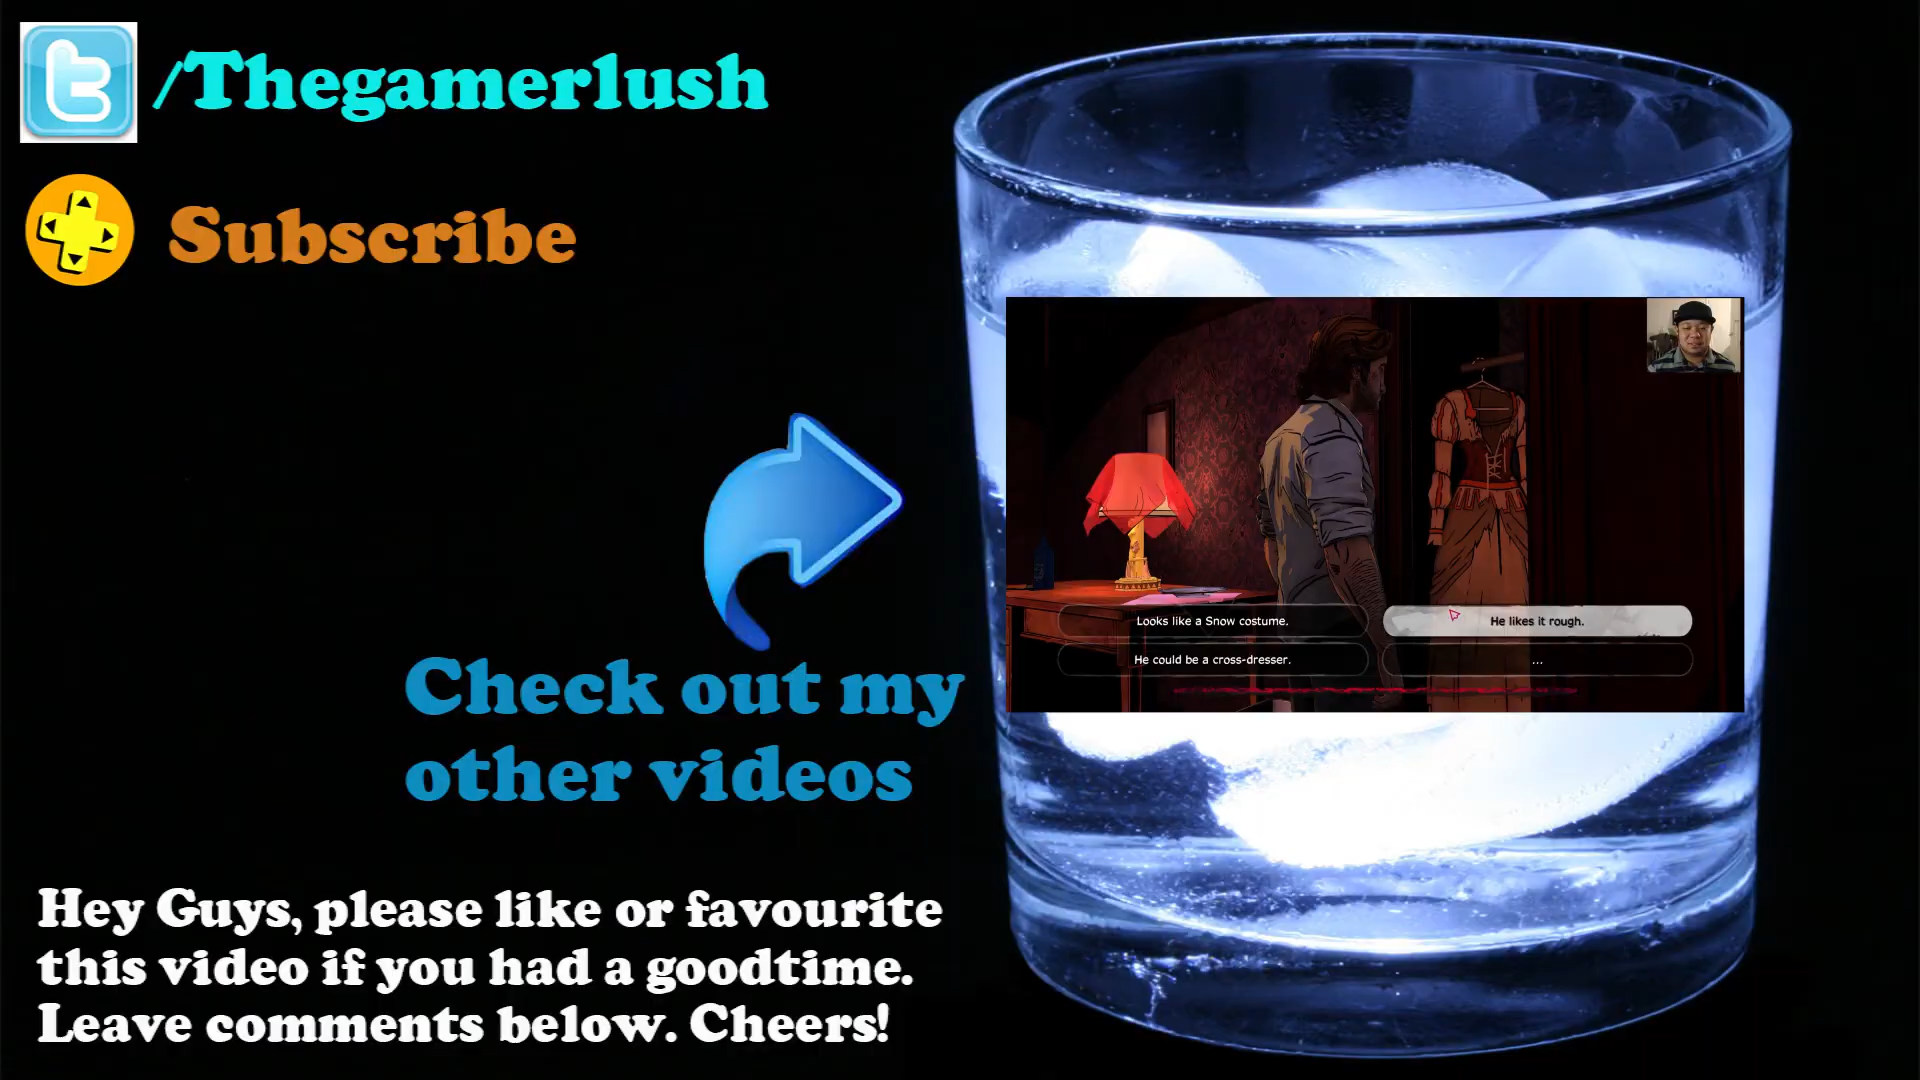 /Thegamerlush
Subscribe
Looks like a Snow costume.
He likes it rough.
He could be a cross-dresser.
...
Check out my
other videos
Hey Guys, please like or favourite
this video if you had a goodtime.
Leave comments below. Cheers!